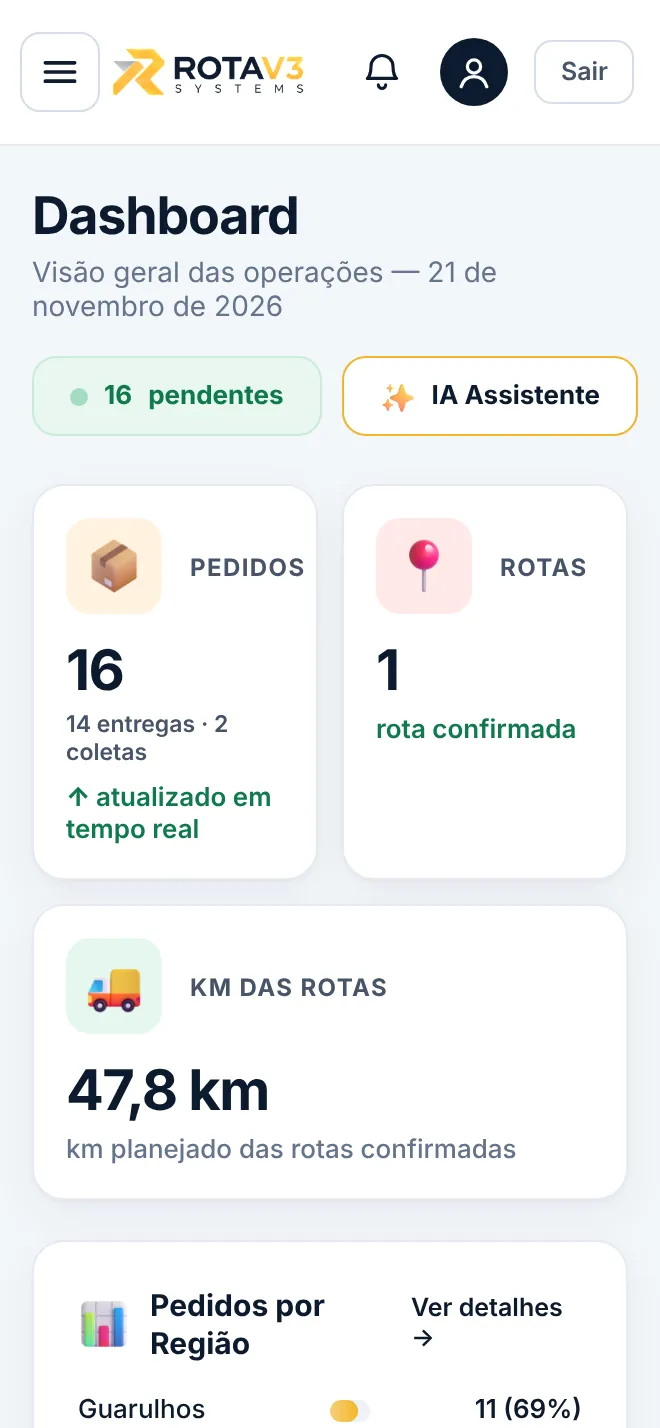 ROTAV3
SYSTEMS
Sair
Dashboard
Visão geral das operações — 21 de
novembro de 2026
16 pendentes
IA Assistente
PEDIDOS
16
14 entregas · 2
coletas
↑ atualizado em
tempo real
ROTAS
1
rota confirmada
KM DAS ROTAS
47,8 km
km planejado das rotas confirmadas
Pedidos por
Região
Ver detalhes
→
Guarulhos 11 (69%)